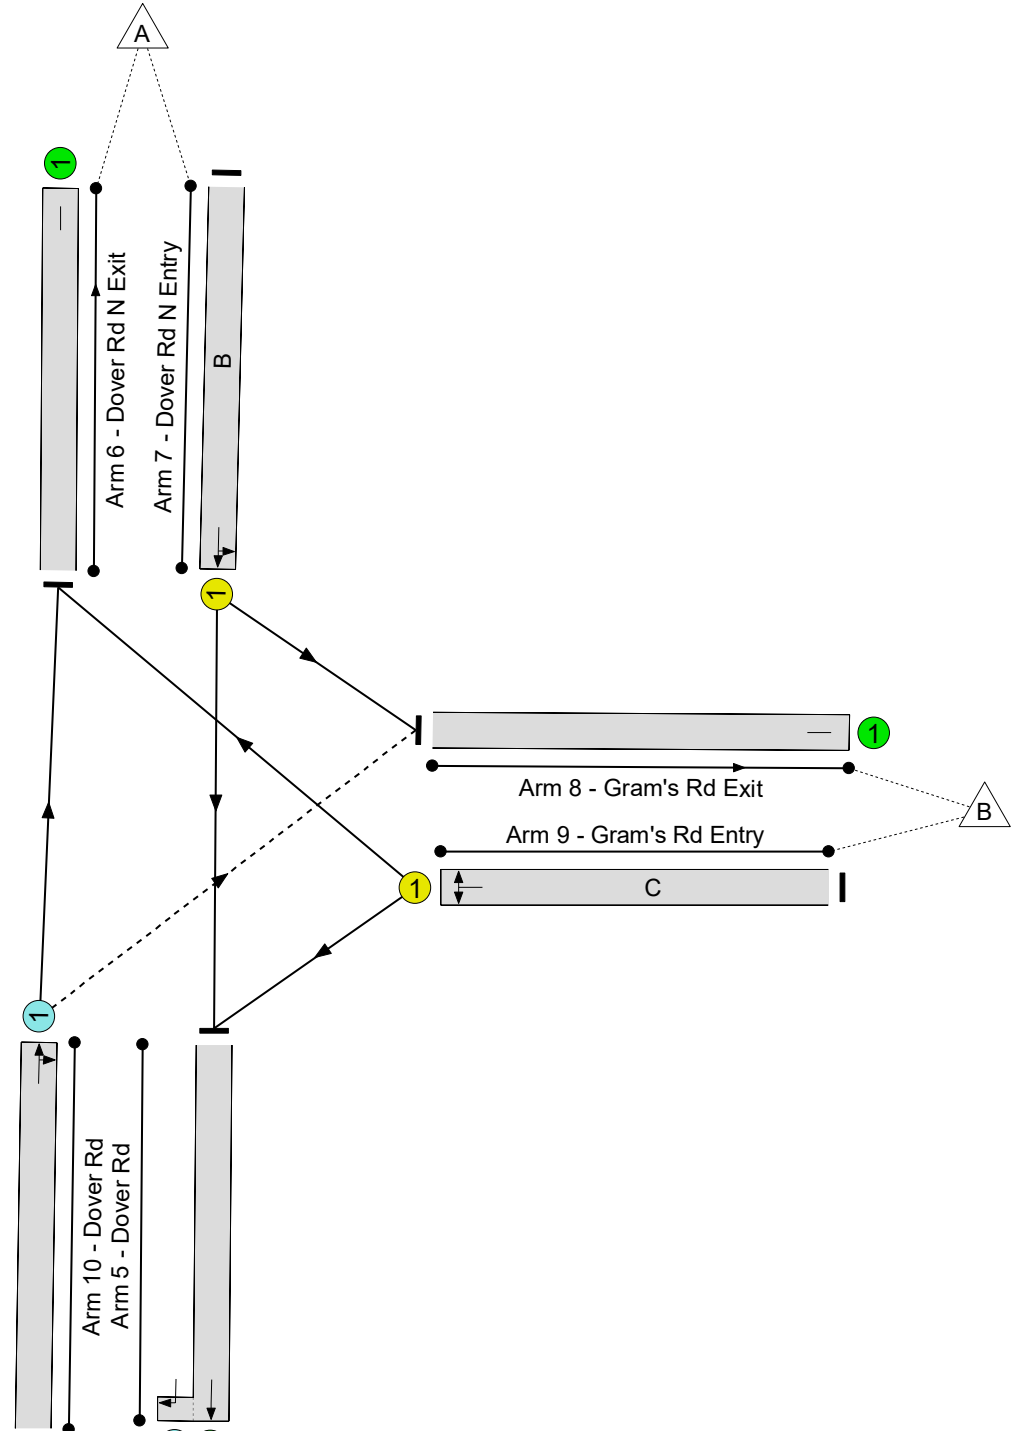 A
1
Arm 6 - Dover Rd N Exit
Arm 7 - Dover Rd N Entry
B
1
1
Arm 8 - Gram's Rd Exit
B
Arm 9 - Gram's Rd Entry
1
C
1
Arm 10 - Dover Rd
Arm 5 - Dover Rd